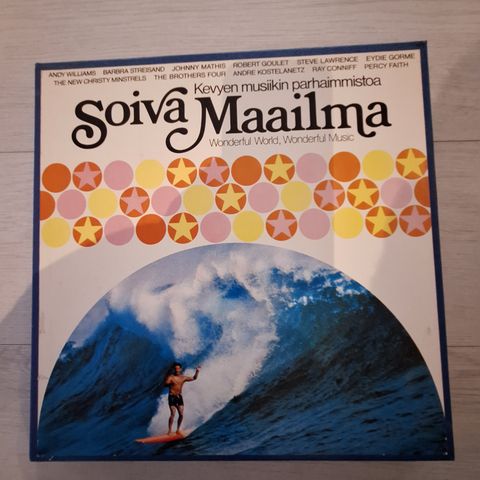 ANDY WILLIAMS BARBRA STREISAND JOHNNY MATHIS ROBERT GOULET STEVE LAWRENCE EYDIE GORME
THE NEW CHRISTY MINSTRELS THE BROTHERS FOUR ANDRE KOSTELANETZ RAY CONNIFF PERCY FAITH
Kevyen musiikin parhaimmistoa
Soiva Maailma
Wonderful World, Wonderful Music